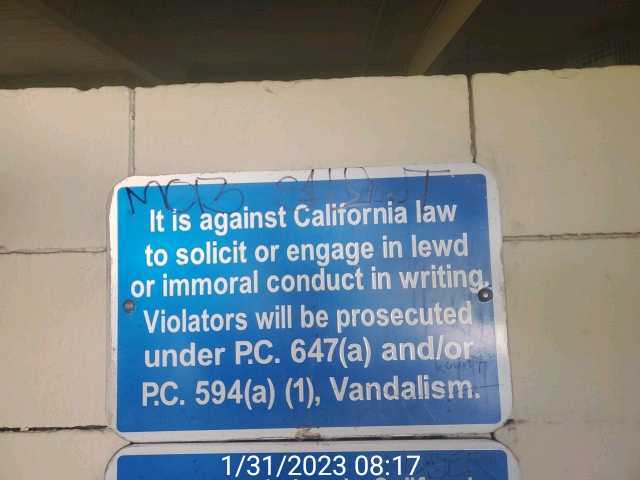 It is against California law
to solicit or engage in lewd
or immoral conduct in writing.
Violators will be prosecuted
under P.C. 647(a) and/or
P.C. 594(a) (1), Vandalism.
1/31/2023 08:17